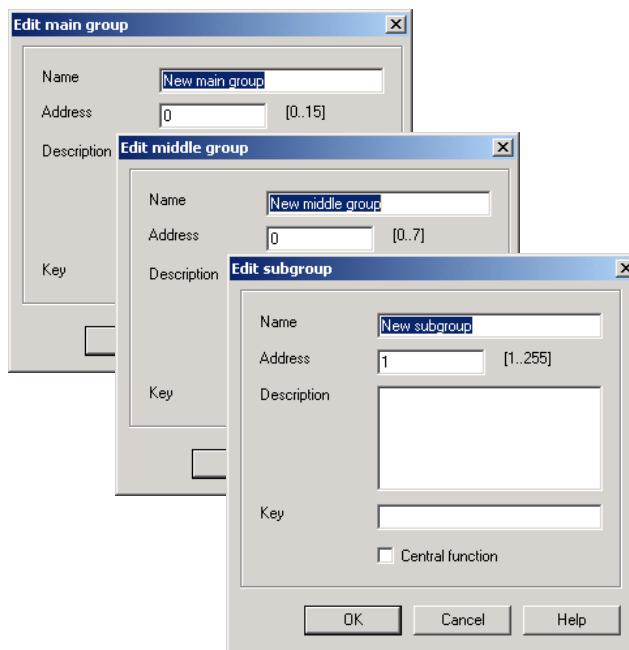 Edit main group
Name New main group
Address 0 [0..15]
Description
Key
Edit middle group
Name New middle group
Address 0 [0..7]
Description
Key
Edit subgroup
Name New subgroup
Address 1 [1..255]
Description
Key
Central function
OK Cancel Help